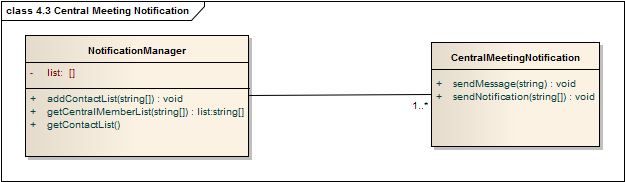 class 4.3 Central Meeting Notification
NotificationManager
- list: []
+ addContactList(string[]) : void
+ getCentralMemberList(string[]) : list:string[]
+ getContactList()
1..*
CentralMeetingNotification
+ sendMessage(string) : void
+ sendNotification(string[]) : void